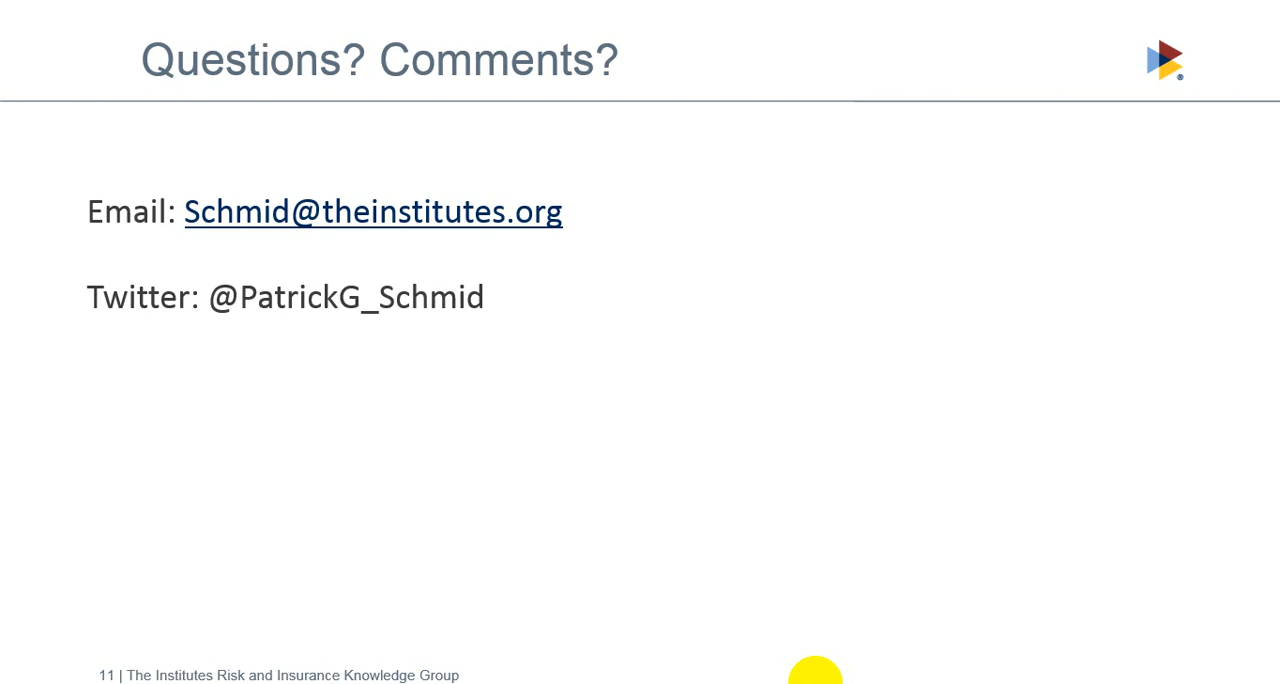 Questions? Comments?
Email: Schmid@theinstitutes.org
Twitter: @PatrickG_Schmid
11 | The Institutes Risk and Insurance Knowledge Group